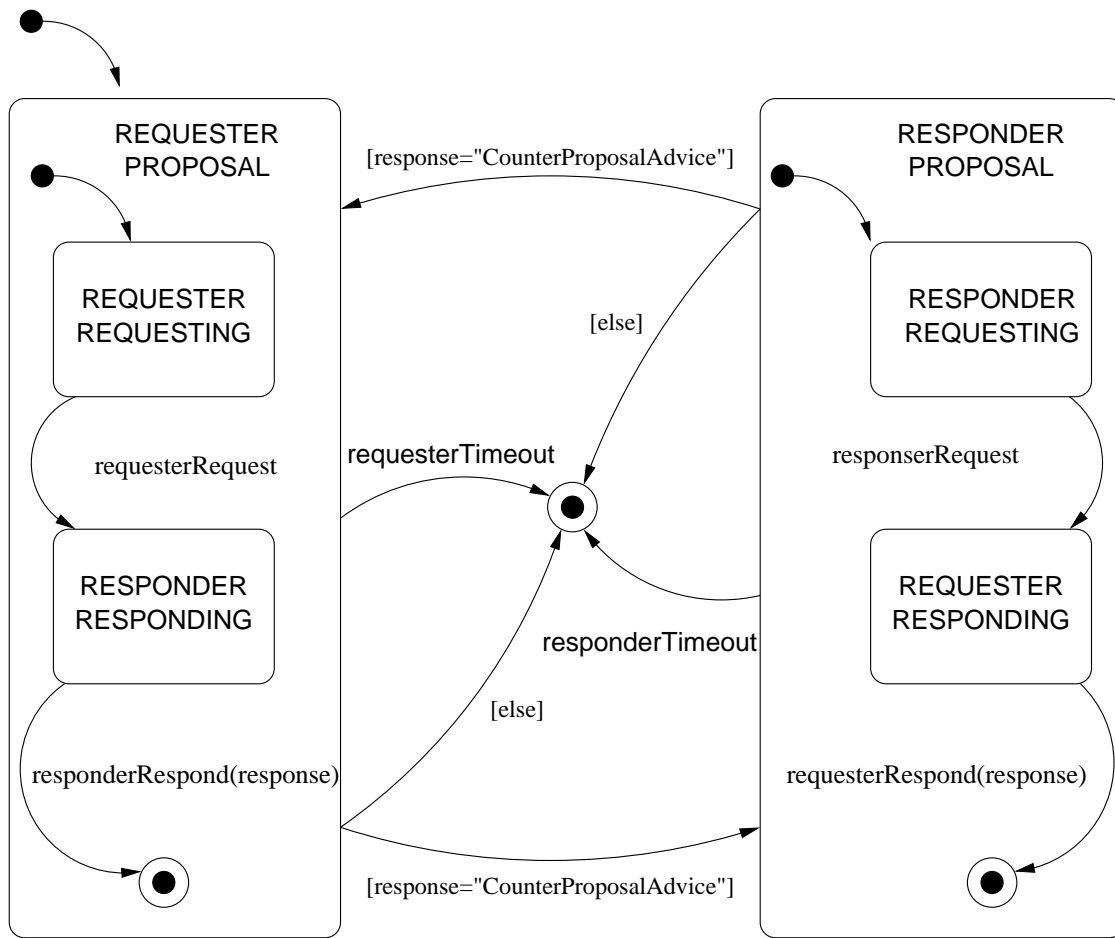 REQUESTER
PROPOSAL
RESPONDER
PROPOSAL
[response="CounterProposalAdvice"]
REQUESTER
REQUESTING
RESPONDER
REQUESTING
[else]
requesterTimeout
requesterRequest
responserRequest
RESPONDER
RESPONDING
REQUESTER
RESPONDING
responderTimeout
[else]
responderRespond(response)
requesterRespond(response)
[response="CounterProposalAdvice"]